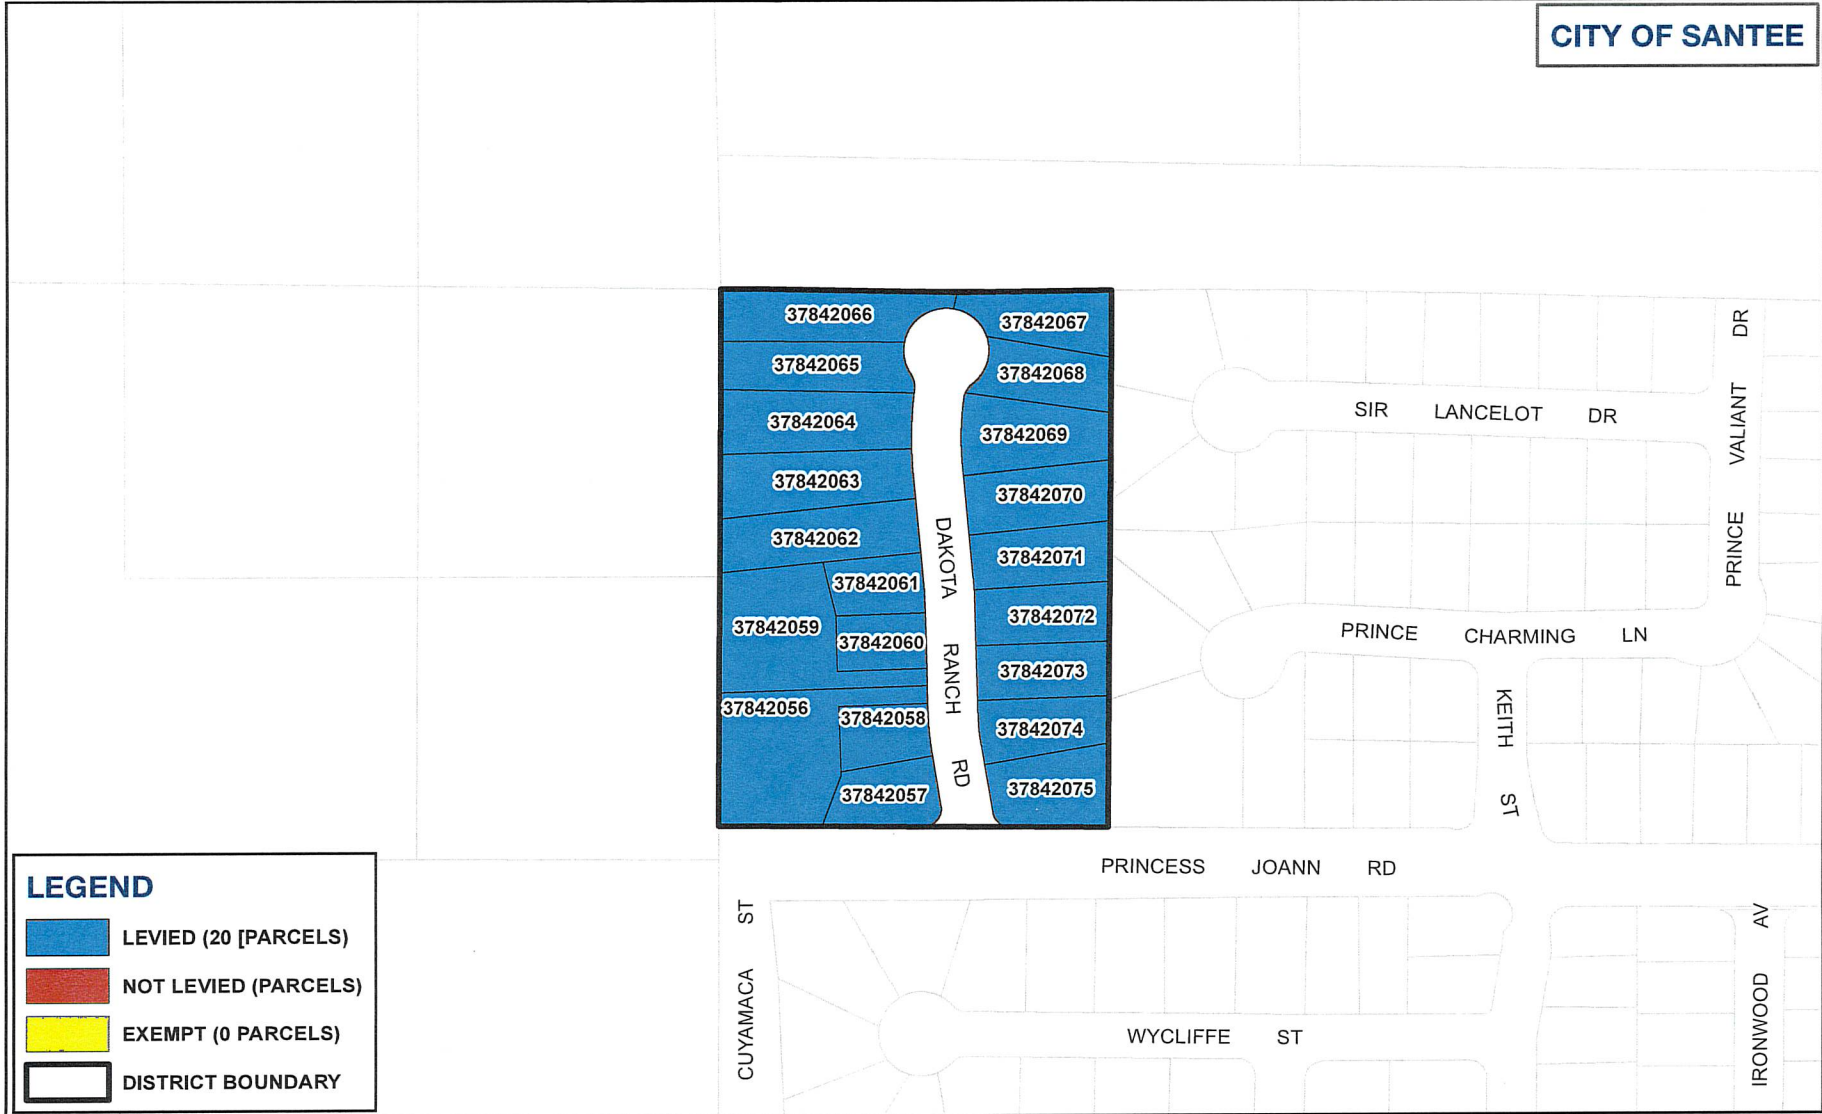 CITY OF SANTEE
37842066
37842067
37842065
37842068
37842064
37842069
37842063
37842070
37842062
37842071
37842061
37842072
37842059
37842060
37842073
37842056
37842058
37842074
37842057
37842075
DAKOTA RANCH RD
SIR LANCELOT DR
PRINCE VALIANT DR
PRINCE CHARMING LN
KEITH ST
PRINCESS JOANN RD
CUYAMACA ST
WYCLIFFE ST
IRONWOOD AV
LEGEND
LEVIED (20 [PARCELS)
NOT LEVIED (PARCELS)
EXEMPT (0 PARCELS)
DISTRICT BOUNDARY